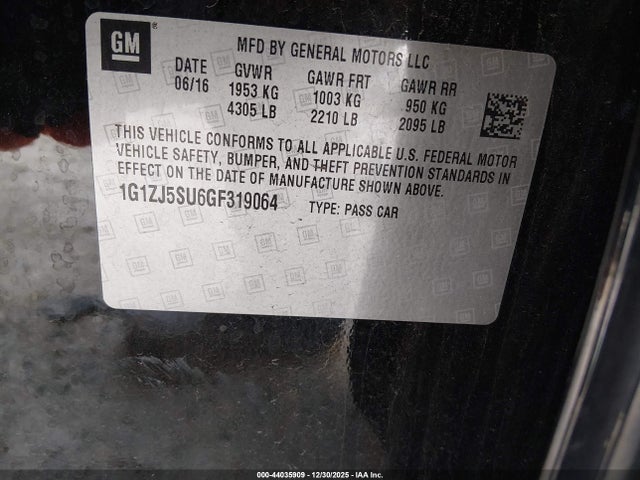 GM
MFD BY GENERAL MOTORS LLC
DATE GVWR GAWR FRT GAWR RR
06/16 1953 KG 1003 KG 950 KG
4305 LB 2210 LB 2095 LB
THIS VEHICLE CONFORMS TO ALL APPLICABLE U.S. FEDERAL MOTOR
VEHICLE SAFETY, BUMPER, AND THEFT PREVENTION STANDARDS IN
EFFECT ON THE DATE OF MANUFACTURE SHOWN ABOVE.
1G1ZJ5SU6GF319064 TYPE: PASS CAR
000-44035909 - 12/30/2025 - IAA Inc.